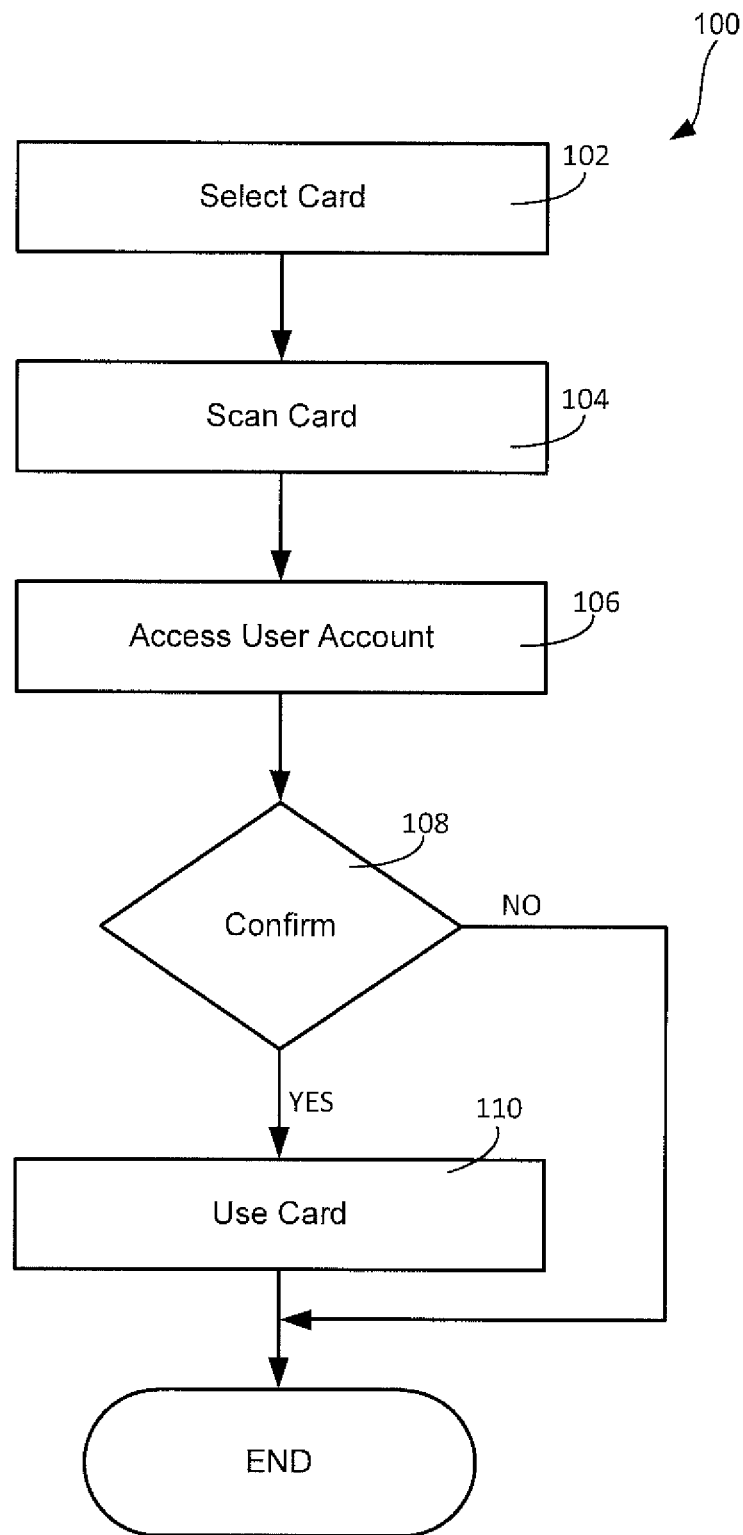 100
102
Select Card
104
Scan Card
106
Access User Account
108
Confirm
NO
YES
110
Use Card
END